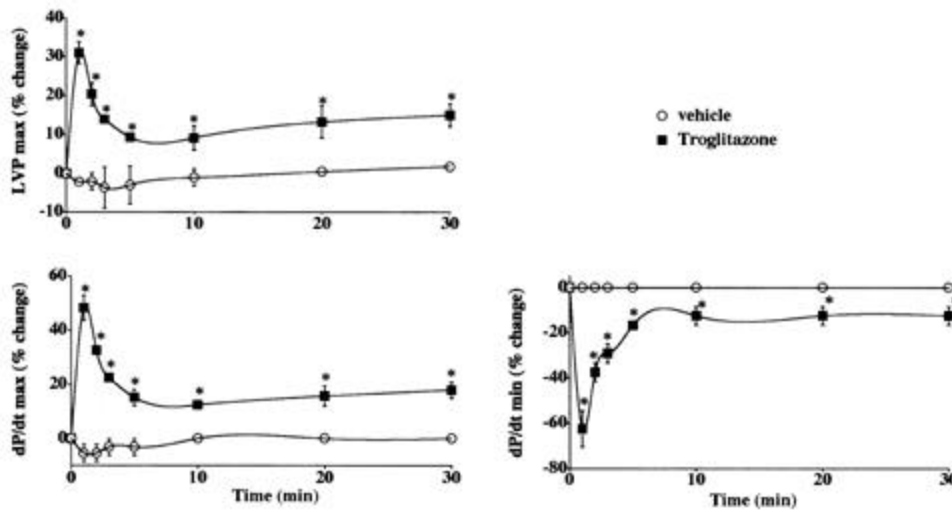 40
30
20
10
0
-10
LVP max (% change)
* * * * * * *
0 10 20 30
vehicle
Troglitazone
60
40
20
0
dP/dt max (% change)
* * * * * * * *
0 10 20 30
Time (min)
0
-20
-40
-60
-80
dP/dt min (% change)
* * * * * *
0 10 20 30
Time (min)